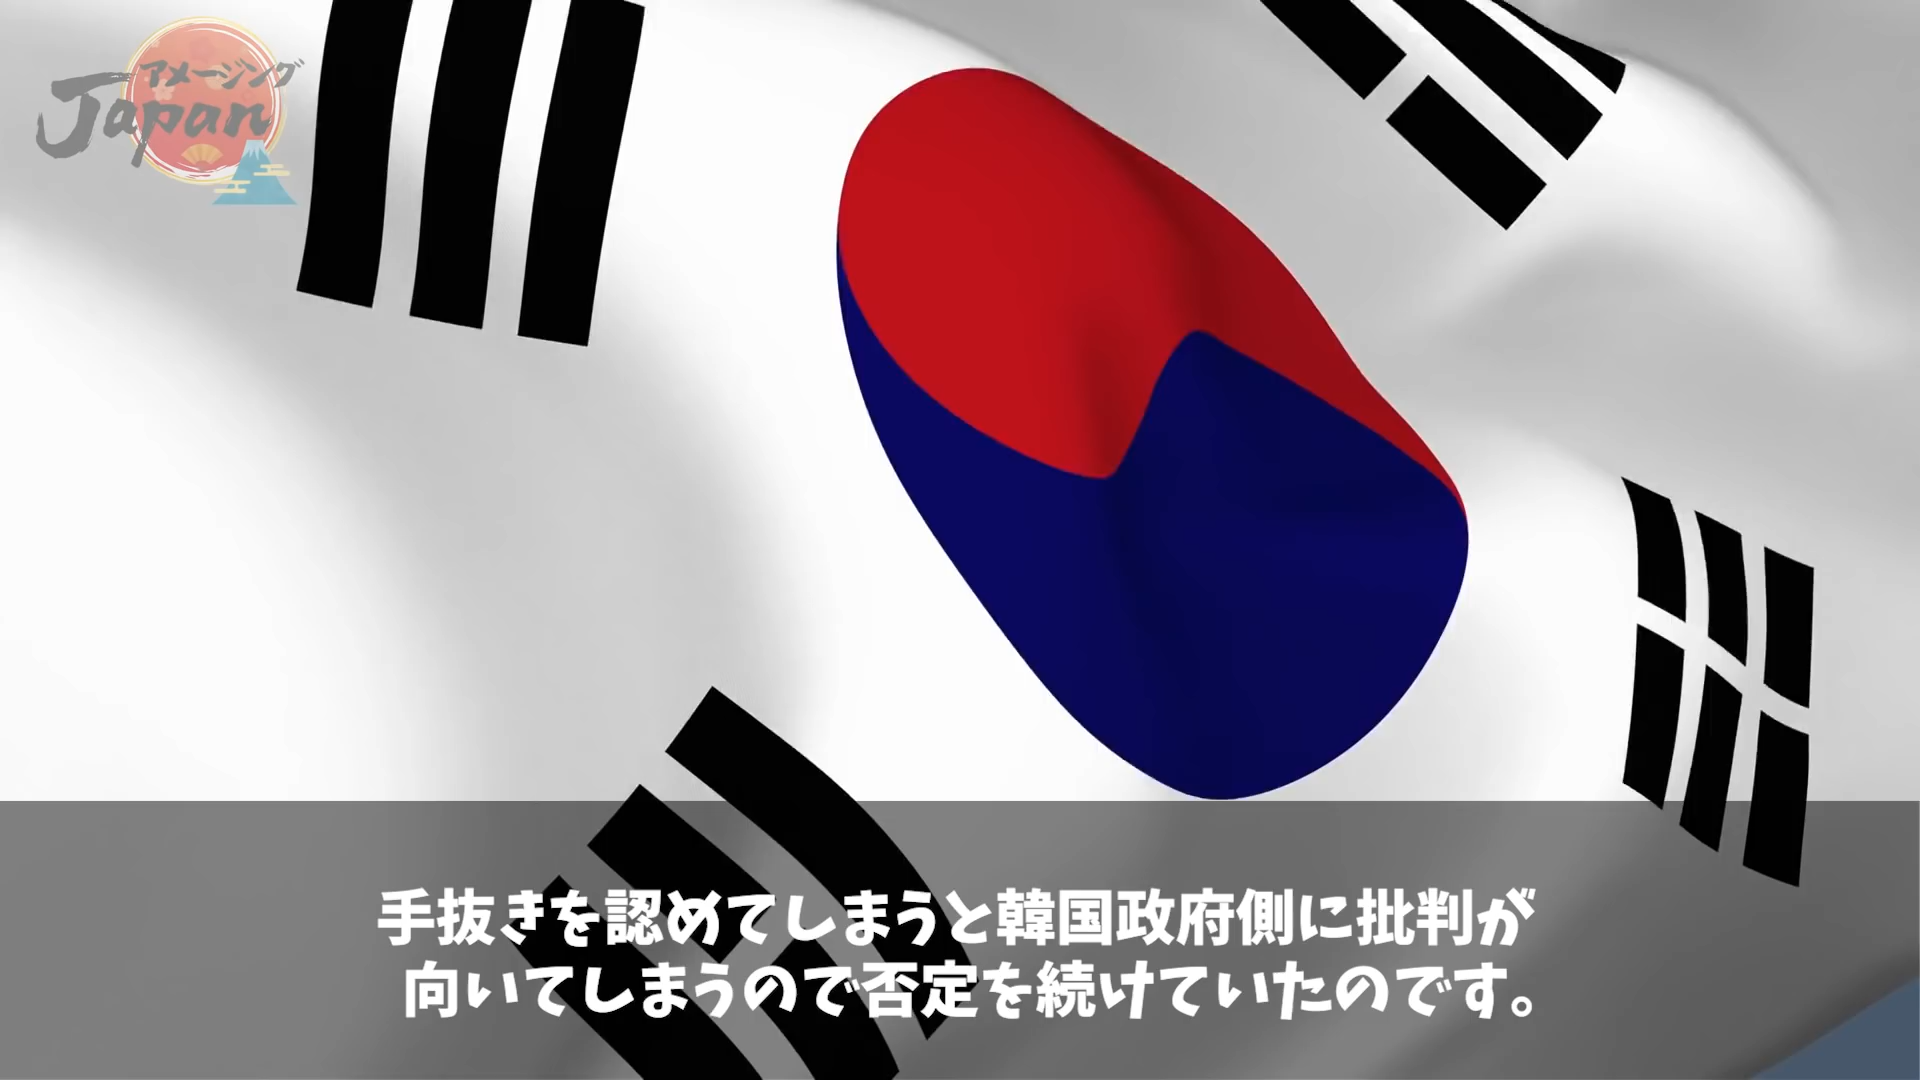 アメージング
Japan
手抜きを認めてしまうと韓国政府側に批判が
向いてしまうので否定を続けていたのです。